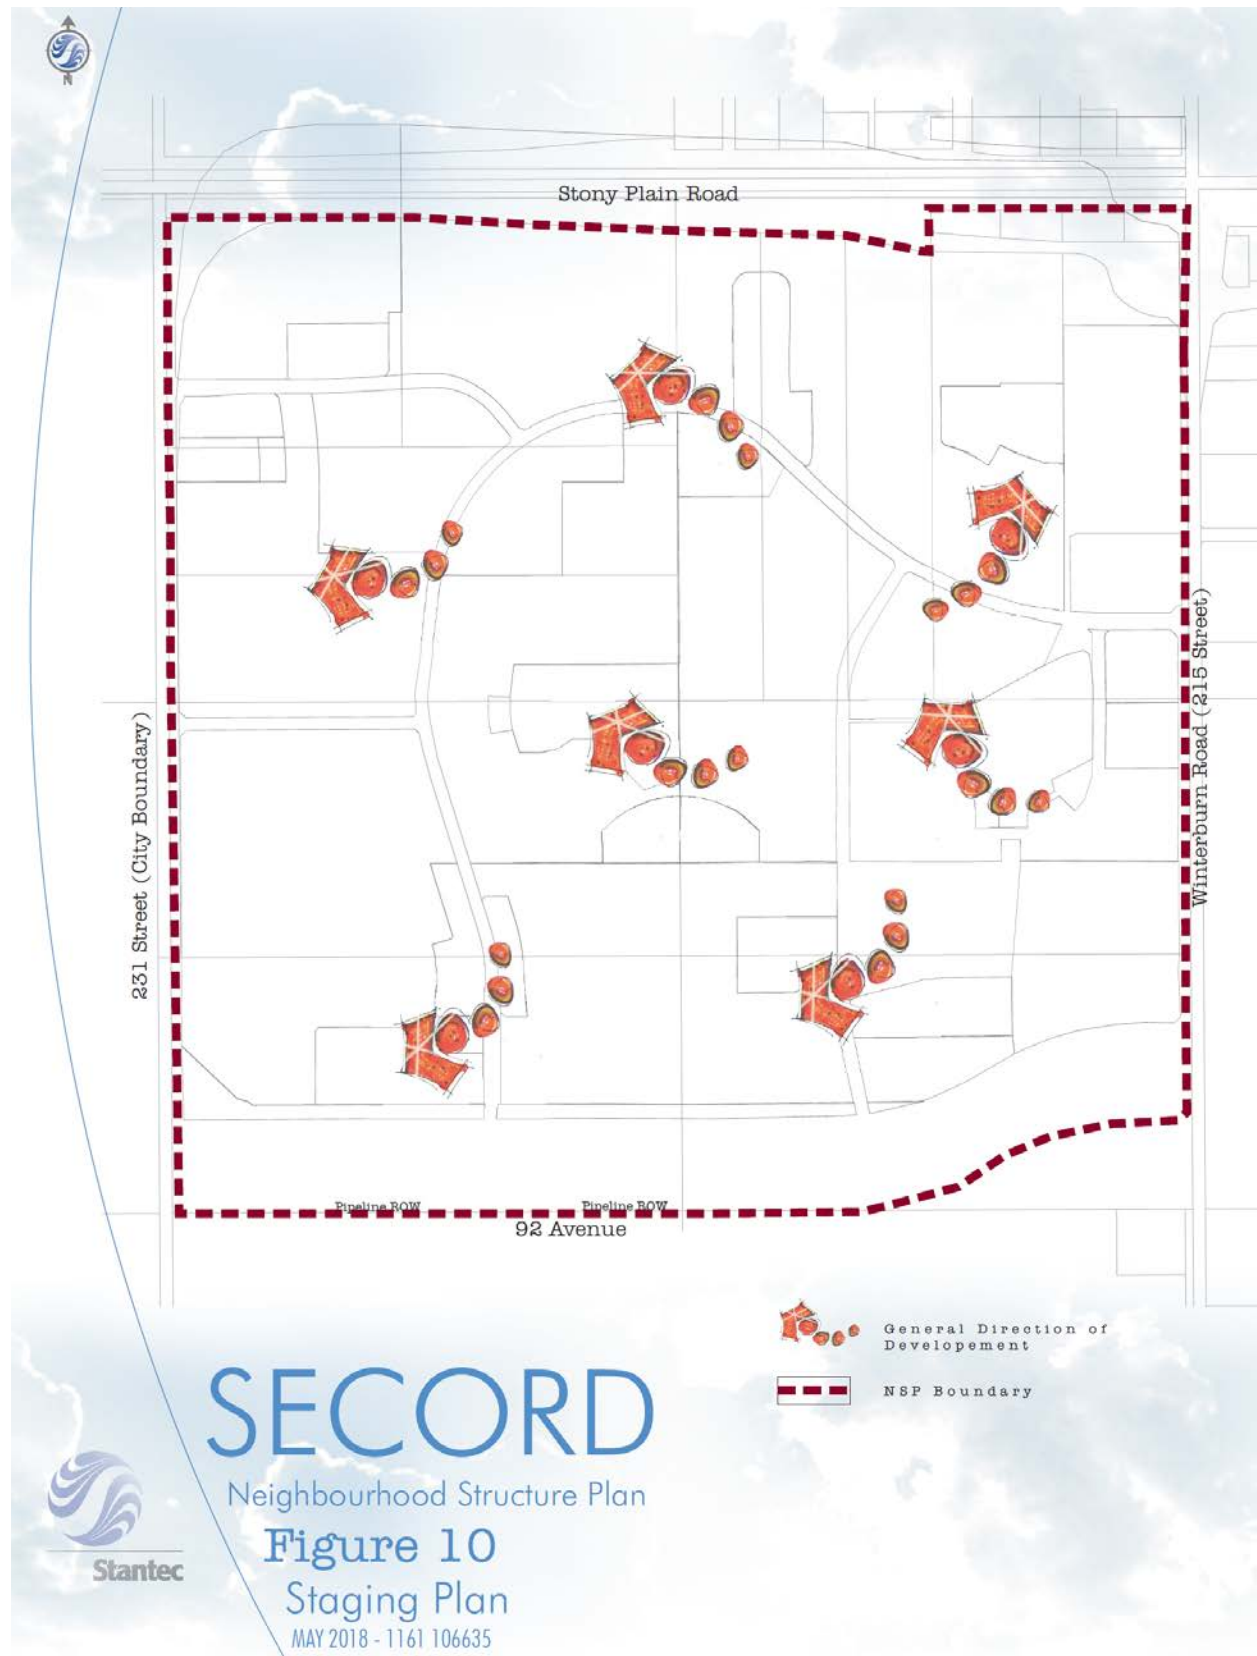 N
Stony Plain Road
231 Street (City Boundary)
Winterburn Road (215 Street)
Pipeline ROW
Pipeline ROW
92 Avenue
General Direction of
Developement
NSP Boundary
SECORD
Neighbourhood Structure Plan
Figure 10
Staging Plan
MAY 2018 - 1161 106635
Stantec